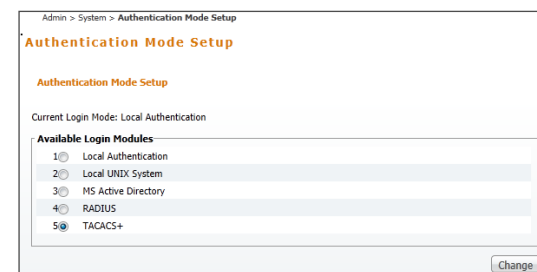 Admin > System > Authentication Mode Setup
Authentication Mode Setup
Authentication Mode Setup
Current Login Mode: Local Authentication
Available Login Modules
1 Local Authentication
2 Local UNIX System
3 MS Active Directory
4 RADIUS
5 TACACS+
Change